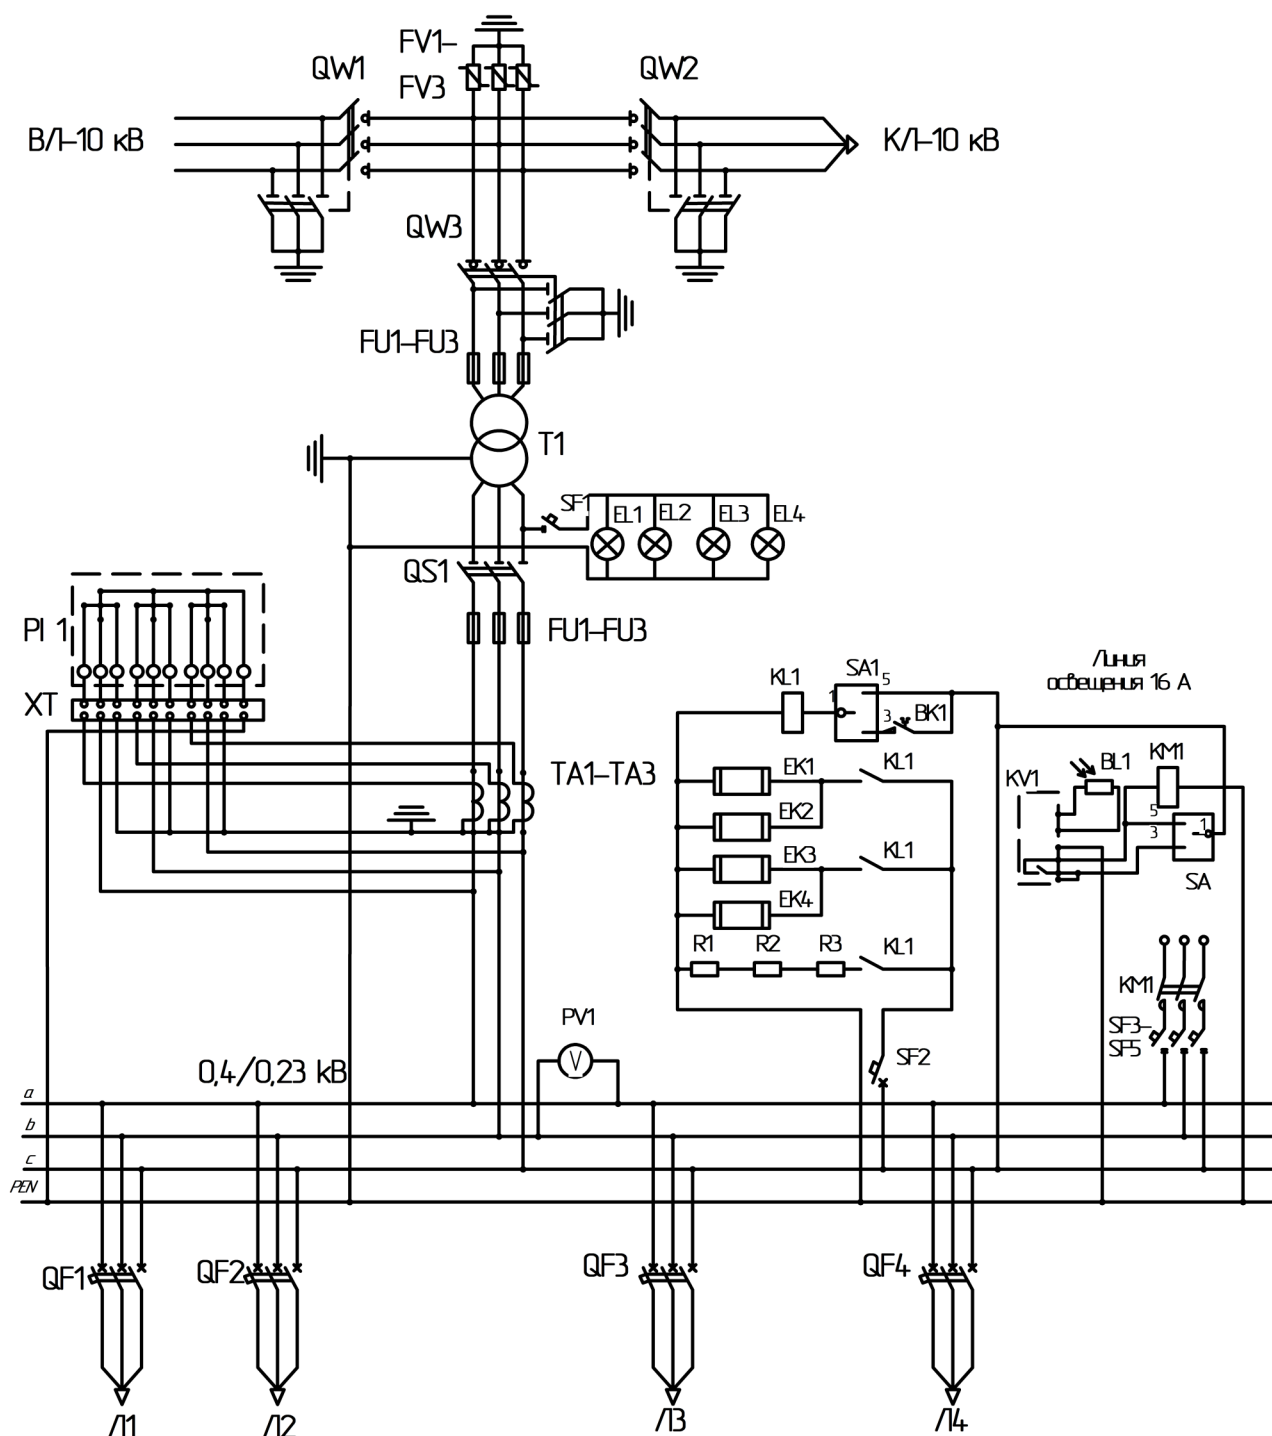 FV1–
FV3
QW1
QW2
ВЛ–10 кВ
КЛ–10 кВ
QW3
FU1–FU3
T1
SF1
EL1
EL2
EL3
EL4
QS1
FU1–FU3
PI 1
XT
TA1–TA3
KL1
SA1
5
1
3
BK1
EK1
KL1
EK2
EK3
KL1
EK4
R1
R2
R3
KL1
Линия
освещения 16 А
KV1
BL1
KM1
5
3
1
SA
KM1
SF3–
SF5
PV1
V
SF2
0,4/0,23 кВ
a
b
c
PEN
QF1
QF2
QF3
QF4
Л1
Л2
Л3
Л4